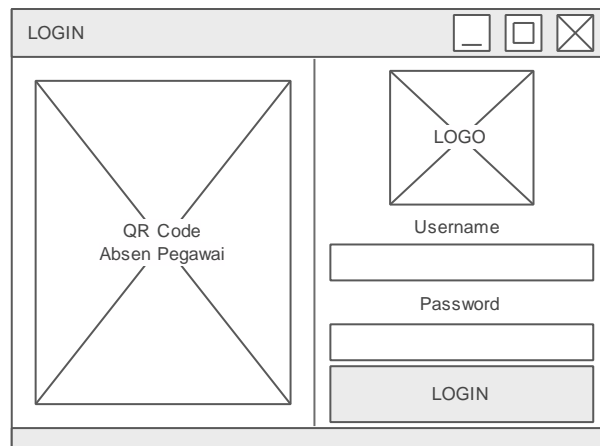 LOGIN
QR Code
Absen Pegawai
LOGO
Username
Password
LOGIN